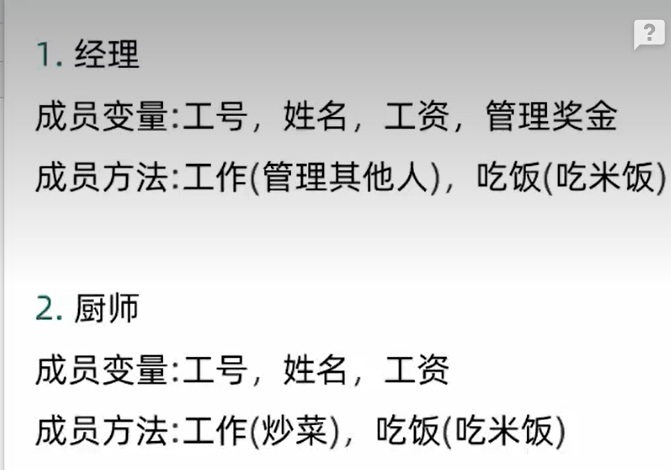 1. 经理
成员变量:工号，姓名，工资，管理奖金
成员方法:工作(管理其他人)，吃饭(吃米饭)
2. 厨师
成员变量:工号，姓名，工资
成员方法:工作(炒菜)，吃饭(吃米饭)